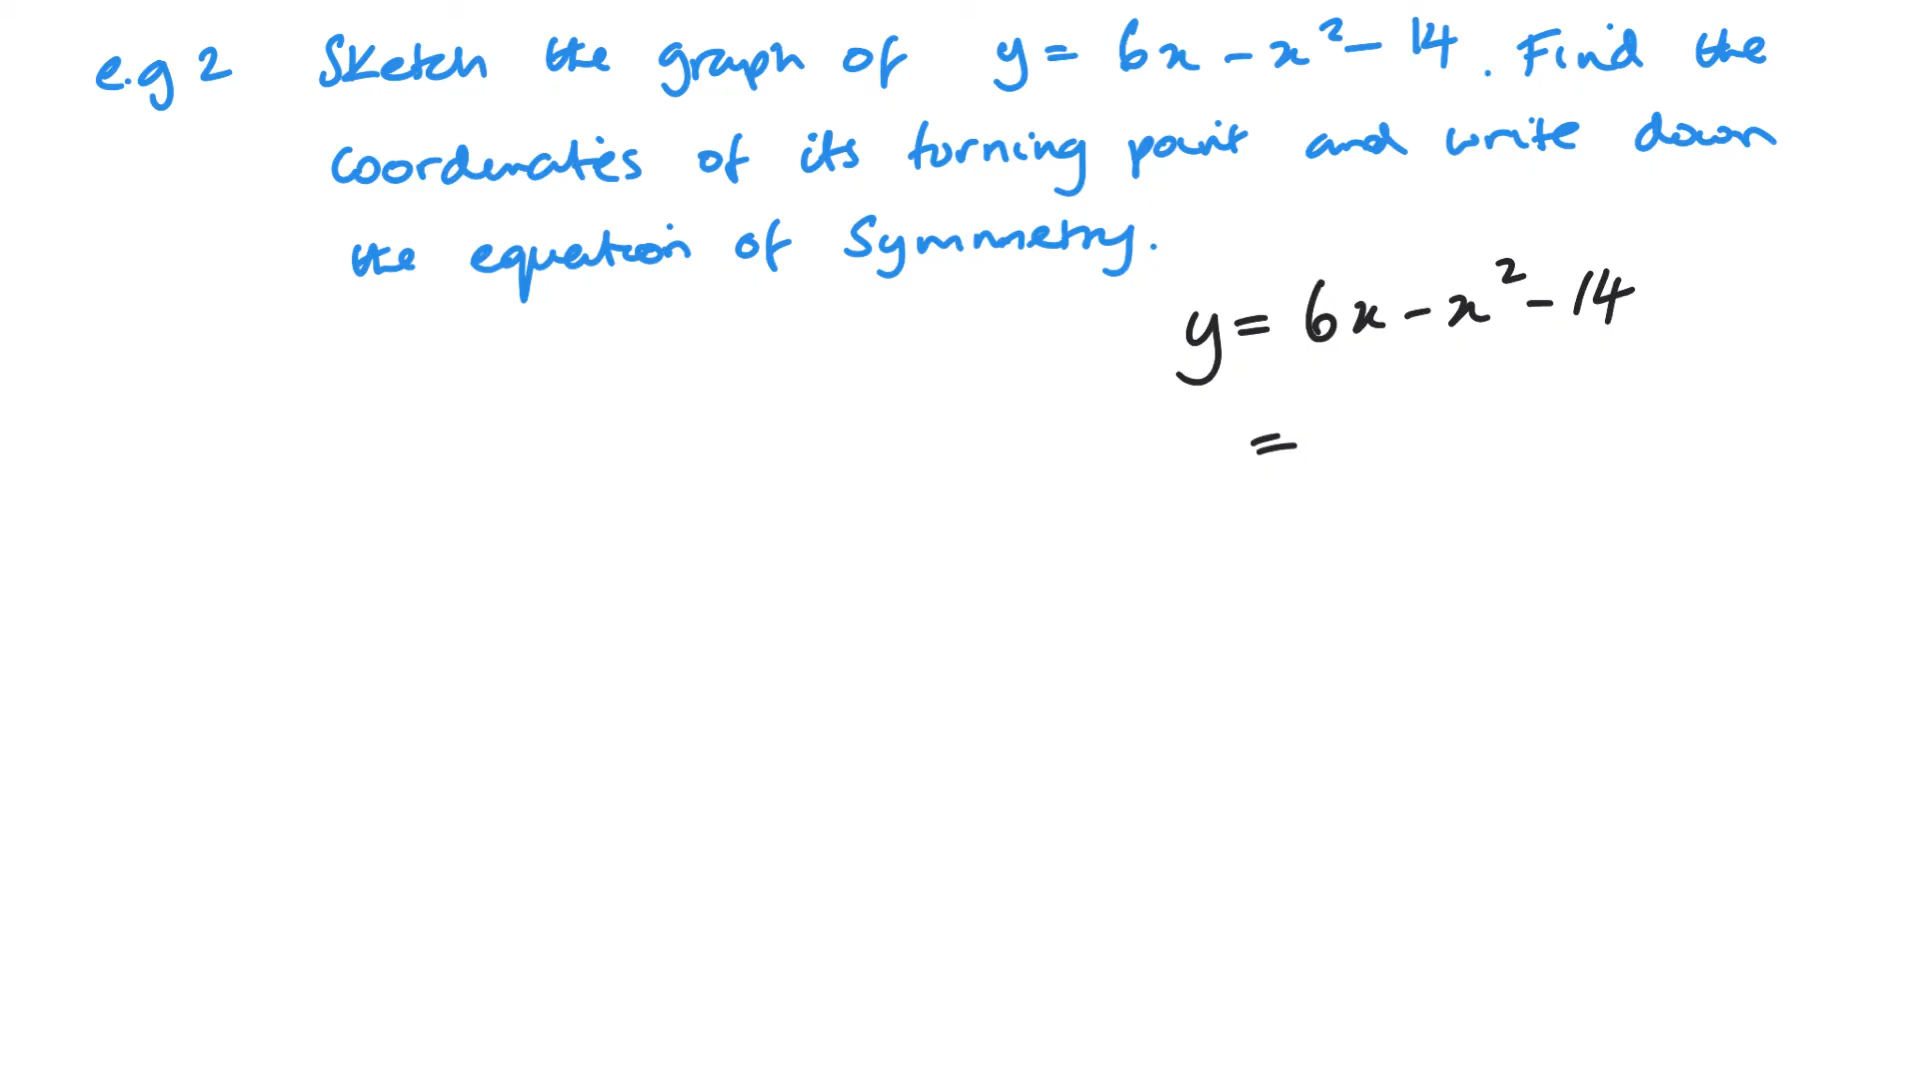 e.g 2 Sketch the graph of y = 6x - x² - 14. Find the
coordinates of its turning point and write down
the equation of symmetry.
y = 6x - x² - 14
=